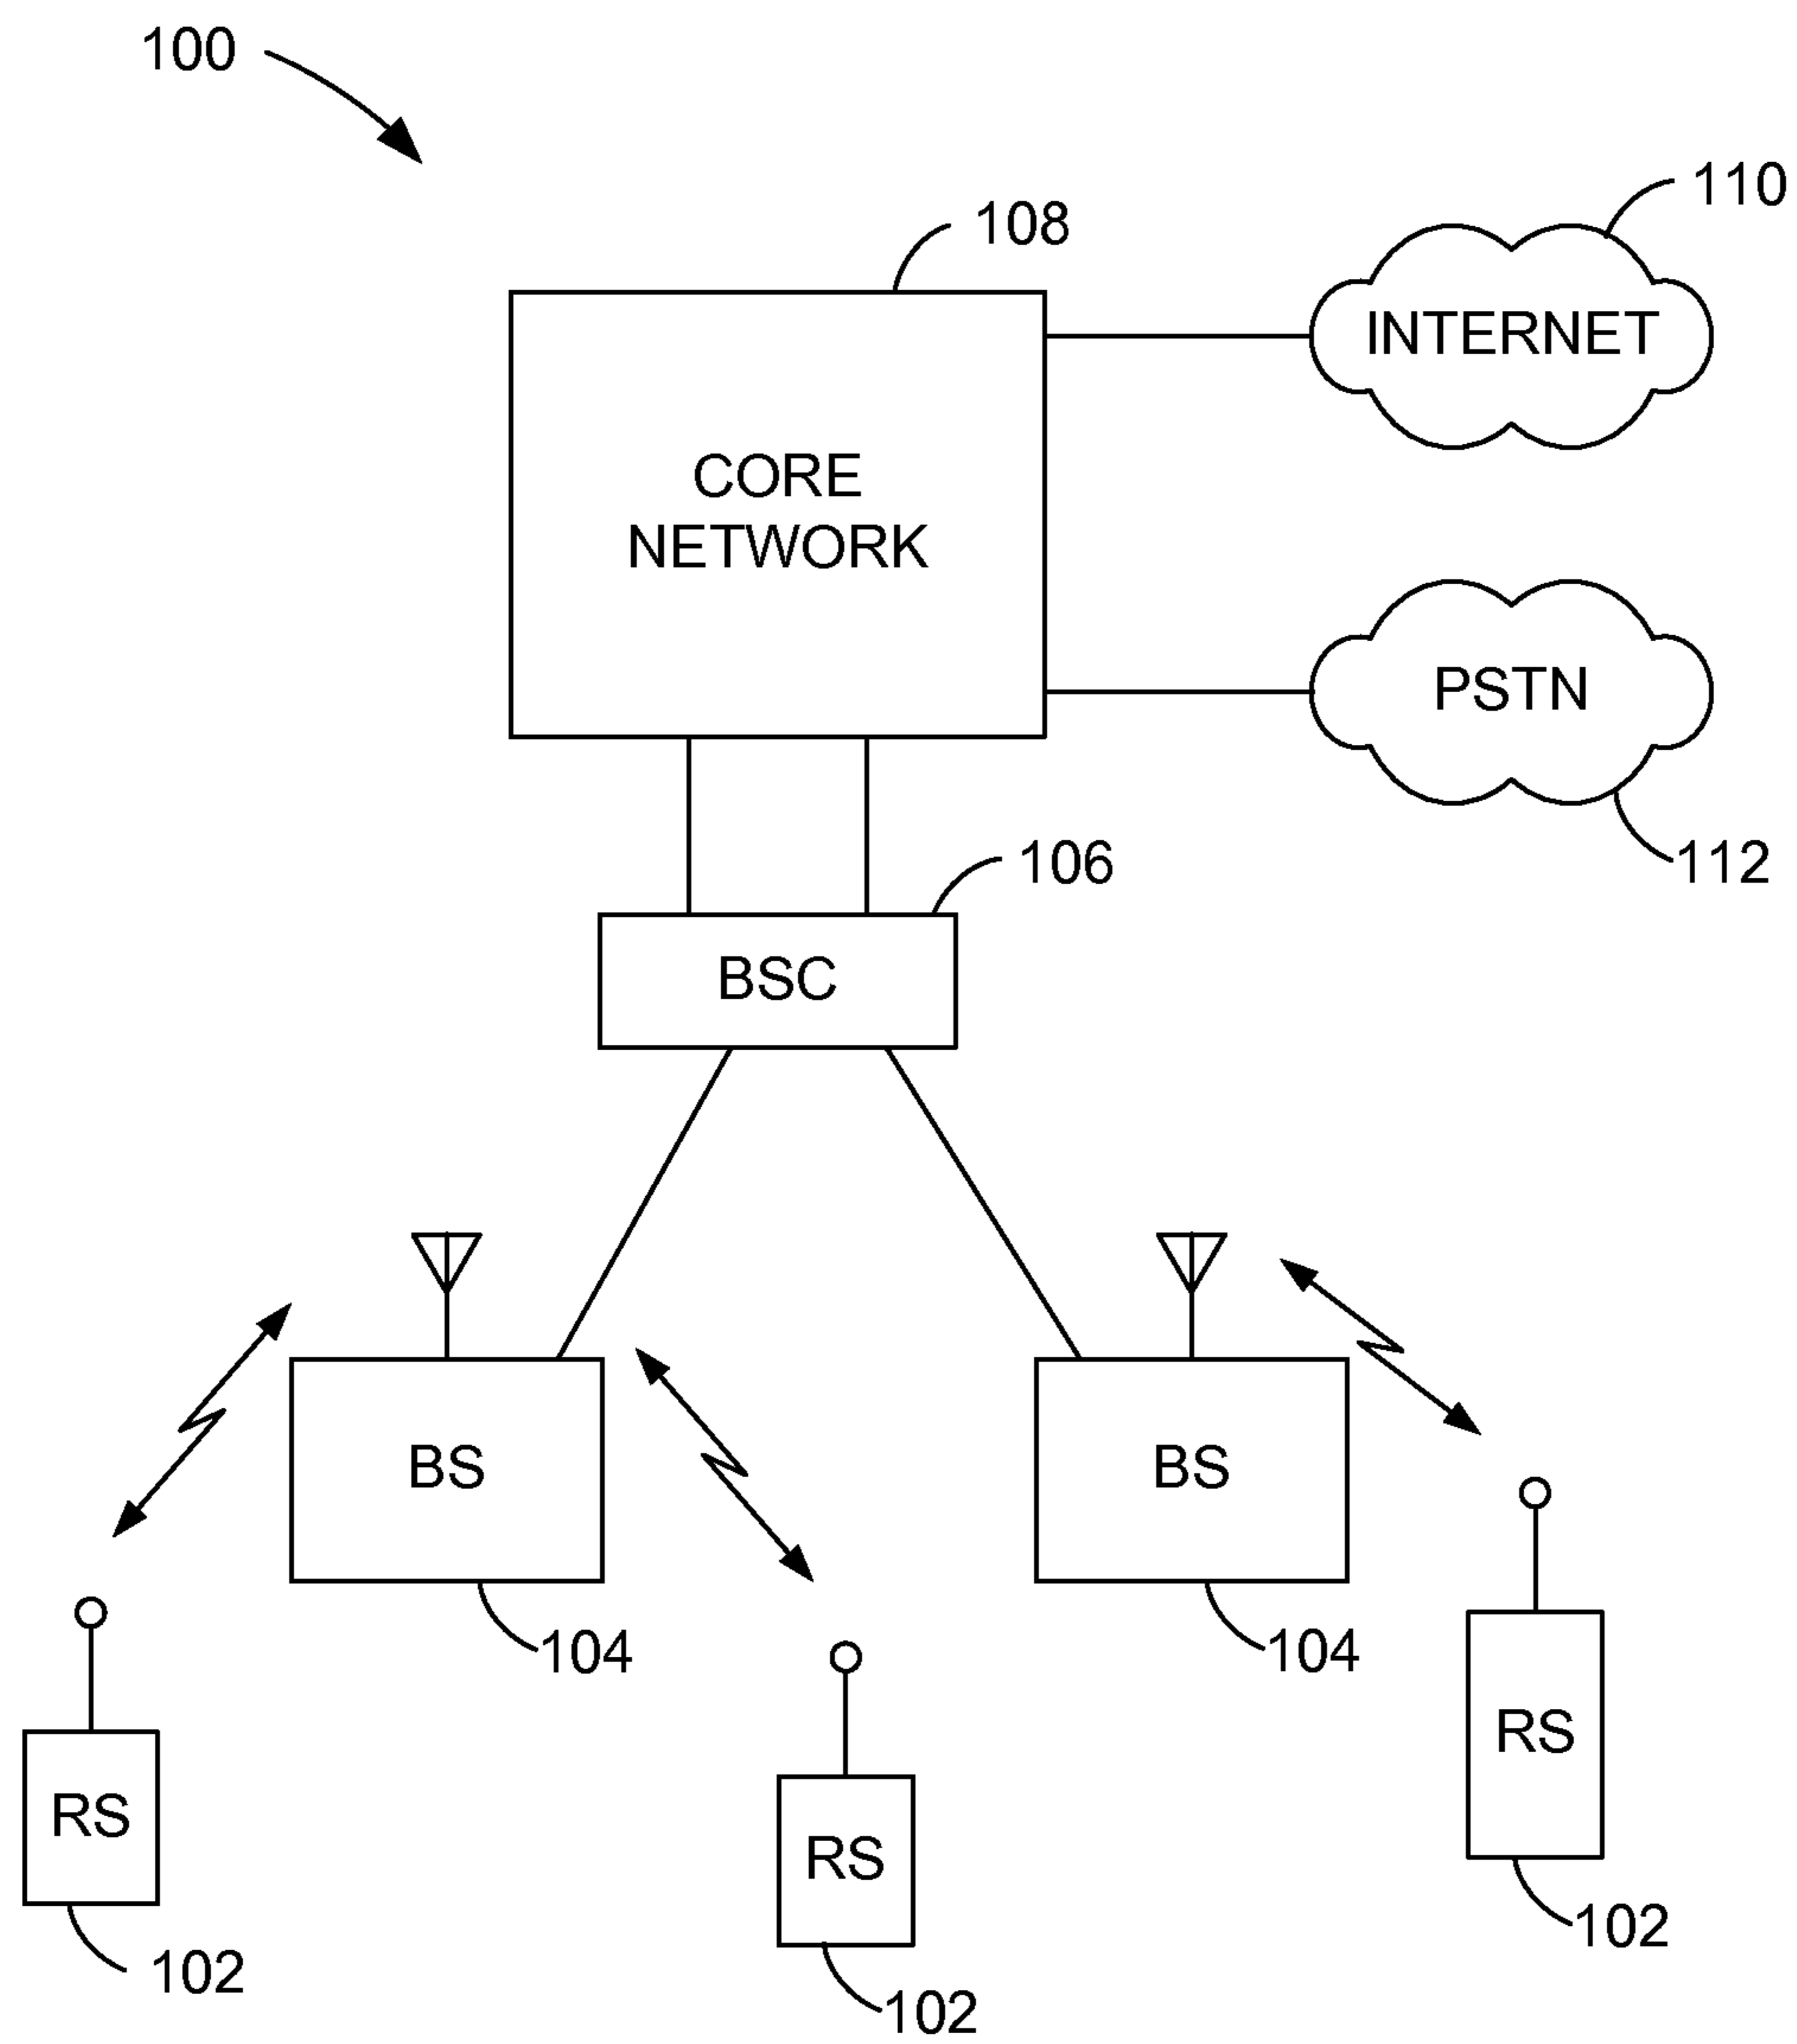 100
110
108
INTERNET
CORE
NETWORK
PSTN
106
112
BSC
BS
BS
104
104
RS
RS
RS
102
102
102